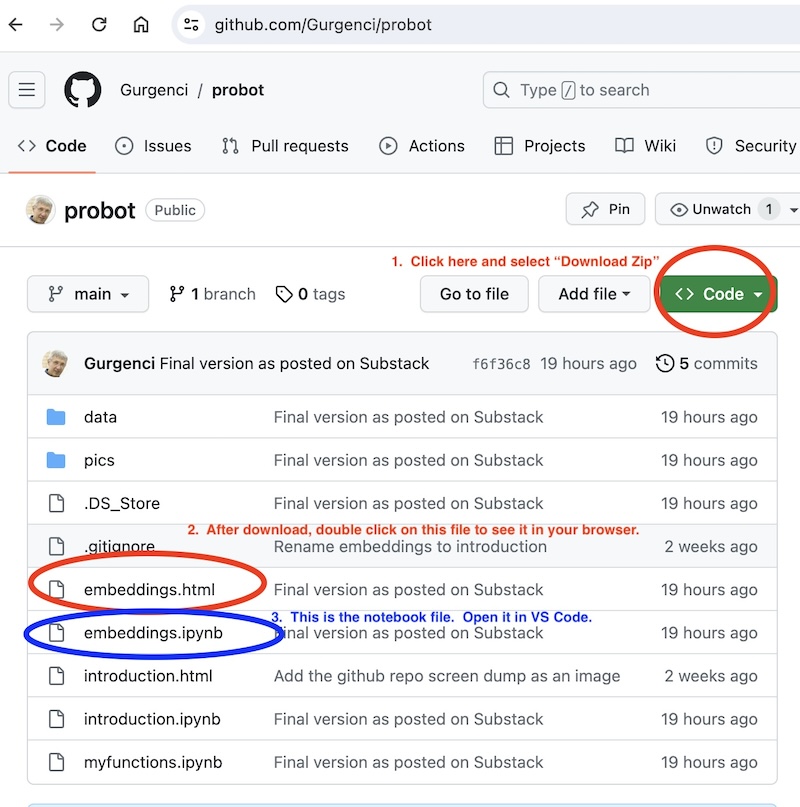 github.com/Gurgenci/probot
Gurgenci / probot
Type / to search
Code Issues Pull requests Actions Projects Wiki Security
probot Public Pin Unwatch 1
1. Click here and select “Download Zip”
main 1 branch 0 tags Go to file Add file <> Code
Gurgenci Final version as posted on Substack f6f36c8 19 hours ago 5 commits
data Final version as posted on Substack 19 hours ago
pics Final version as posted on Substack 19 hours ago
.DS_Store Final version as posted on Substack 19 hours ago
2. After download, double click on this file to see it in your browser.
.gitignore Rename embeddings to introduction 2 weeks ago
embeddings.html Final version as posted on Substack 19 hours ago
3. This is the notebook file. Open it in VS Code.
embeddings.ipynb Final version as posted on Substack 19 hours ago
introduction.html Add the github repo screen dump as an image 2 weeks ago
introduction.ipynb Final version as posted on Substack 19 hours ago
myfunctions.ipynb Final version as posted on Substack 19 hours ago